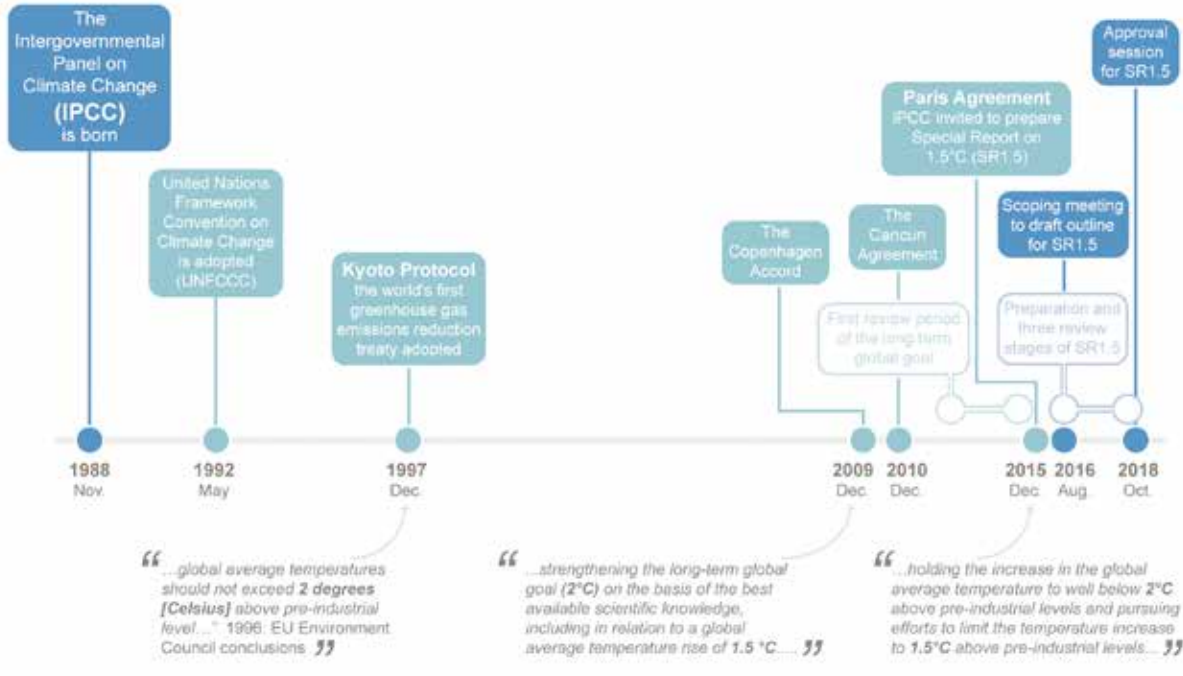 The
Intergovernmental
Panel on
Climate Change
(IPCC)
is born
United Nations
Framework
Convention on
Climate Change
is adopted
(UNFCCC)
Kyoto Protocol
the world's first
greenhouse gas
emissions reduction
treaty adopted
The
Copenhagen
Accord
The
Cancun
Agreement
First review period
of the long term
global goal
Paris Agreement
IPCC invited to prepare
Special Report on
1.5°C (SR1.5)
Scoping meeting
to draft outline
for SR1.5
Preparation and
three review
stages of SR1.5
Approval
session
for SR1.5
1988
Nov.
1992
May
1997
Dec.
2009
Dec.
2010
Dec.
2015
Dec.
2016
Aug.
2018
Oct.
“ ...global average temperatures
should not exceed 2 degrees
[Celsius] above pre-industrial
level...” 1996: EU Environment
Council conclusions ”
“ ...strengthening the long-term global
goal (2°C) on the basis of the best
available scientific knowledge,
including in relation to a global
average temperature rise of 1.5 °C.... ”
“ ...holding the increase in the global
average temperature to well below 2°C
above pre-industrial levels and pursuing
efforts to limit the temperature increase
to 1.5°C above pre-industrial levels... ”